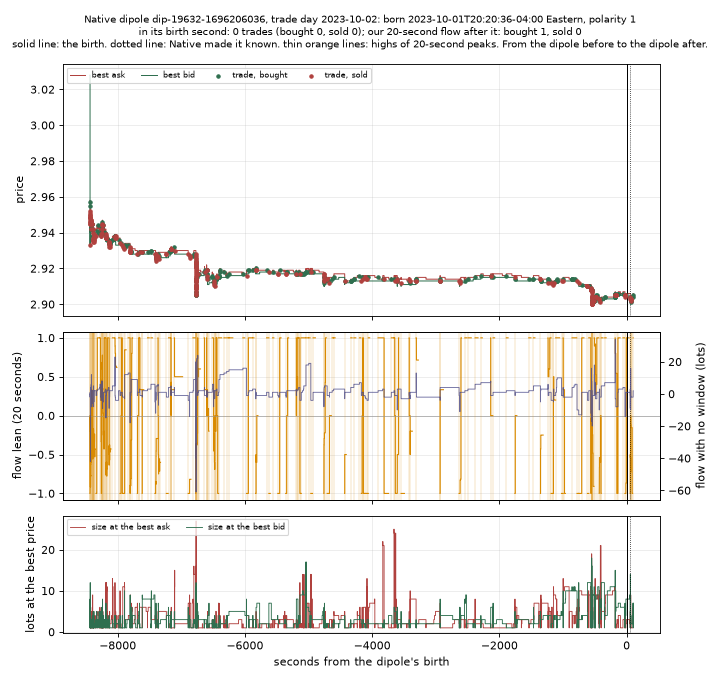 Native dipole dip-19632-1696206036, trade day 2023-10-02: born 2023-10-01T20:20:36-04:00 Eastern, polarity 1
in its birth second: 0 trades (bought 0, sold 0); our 20-second flow after it: bought 1, sold 0
solid line: the birth. dotted line: Native made it known. thin orange lines: highs of 20-second peaks. From the dipole before to the dipole after.
best ask
best bid
trade, bought
trade, sold
price
3.02
3.00
2.98
2.96
2.94
2.92
2.90
flow lean (20 seconds)
1.0
0.5
0.0
−0.5
−1.0
20
0
−20
−40
−60
flow with no window (lots)
size at the best ask
size at the best bid
lots at the best price
20
10
0
−8000
−6000
−4000
−2000
0
seconds from the dipole's birth